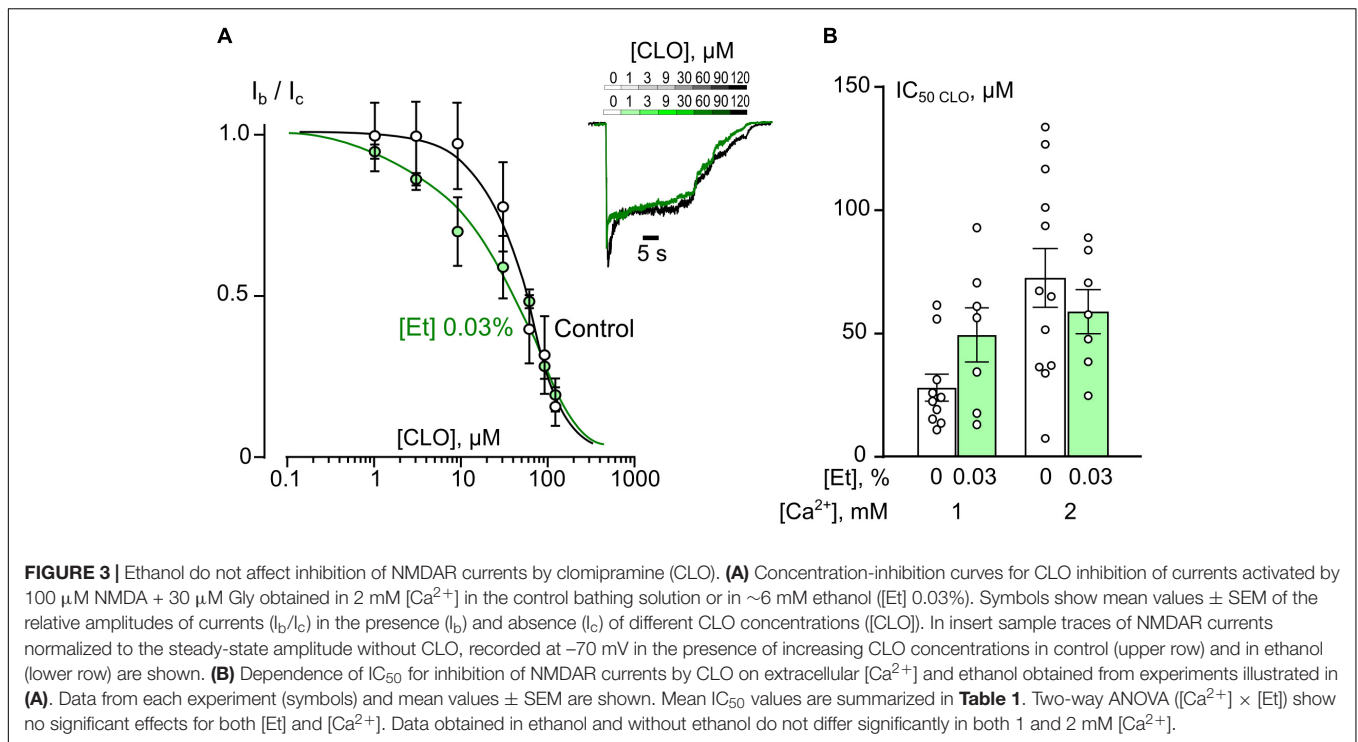 A
[CLO], µM
0 1 3 9 30 60 90 120
0 1 3 9 30 60 90 120
I_b / I_c
1.0
0.5
0
5 s
[Et] 0.03%
Control
[CLO], µM
0.1 1 10 100 1000
B
IC50 CLO, µM
150
100
50
0
[Et], % 0 0.03 0 0.03
[Ca²⁺], mM 1 2
FIGURE 3 | Ethanol do not affect inhibition of NMDAR currents by clomipramine (CLO). (A) Concentration-inhibition curves for CLO inhibition of currents activated by
100 µM NMDA + 30 µM Gly obtained in 2 mM [Ca²⁺] in the control bathing solution or in ~6 mM ethanol ([Et] 0.03%). Symbols show mean values ± SEM of the
relative amplitudes of currents (I_b/I_c) in the presence (I_b) and absence (I_c) of different CLO concentrations ([CLO]). In insert sample traces of NMDAR currents
normalized to the steady-state amplitude without CLO, recorded at –70 mV in the presence of increasing CLO concentrations in control (upper row) and in ethanol
(lower row) are shown. (B) Dependence of IC50 for inhibition of NMDAR currents by CLO on extracellular [Ca²⁺] and ethanol obtained from experiments illustrated in
(A). Data from each experiment (symbols) and mean values ± SEM are shown. Mean IC50 values are summarized in Table 1. Two-way ANOVA ([Ca²⁺] × [Et]) show
no significant effects for both [Et] and [Ca²⁺]. Data obtained in ethanol and without ethanol do not differ significantly in both 1 and 2 mM [Ca²⁺].